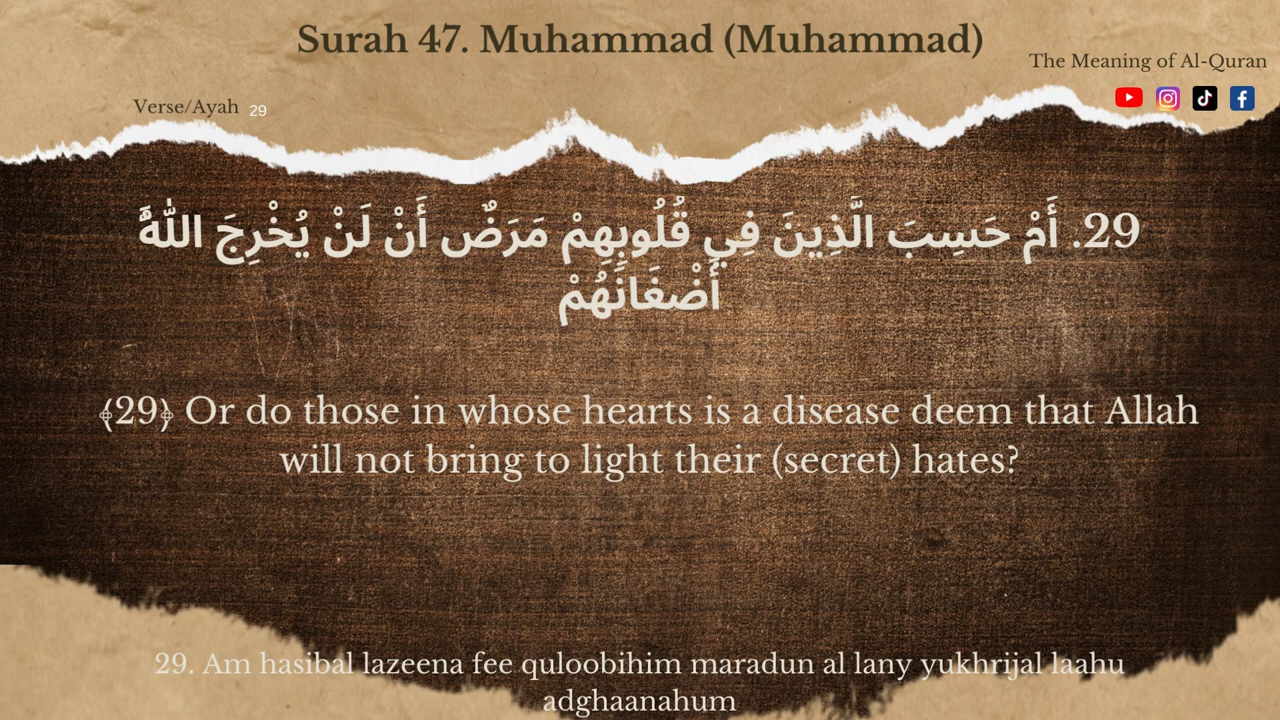 Surah 47. Muhammad (Muhammad)
The Meaning of Al-Quran
Verse/Ayah 29
29. أَمْ حَسِبَ الَّذِينَ فِي قُلُوبِهِمْ مَرَضٌ أَنْ لَنْ يُخْرِجَ اللَّهُ
أَضْغَانَهُمْ
﴾29﴿ Or do those in whose hearts is a disease deem that Allah
will not bring to light their (secret) hates?
29. Am hasibal lazeena fee quloobihim maradun al lany yukhrijal laahu
adghaanahum